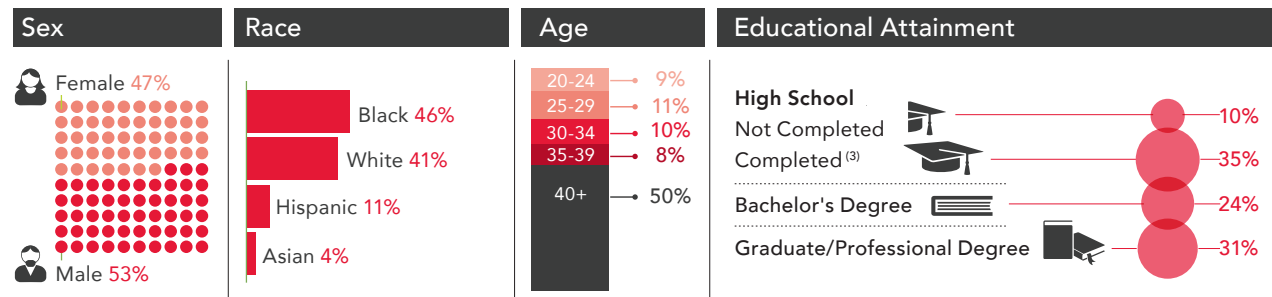 Sex
Female 47%
Male 53%
Race
Black 46%
White 41%
Hispanic 11%
Asian 4%
Age
20-24 9%
25-29 11%
30-34 10%
35-39 8%
40+ 50%
Educational Attainment
High School
Not Completed 10%
Completed (3) 35%
Bachelor's Degree 24%
Graduate/Professional Degree 31%